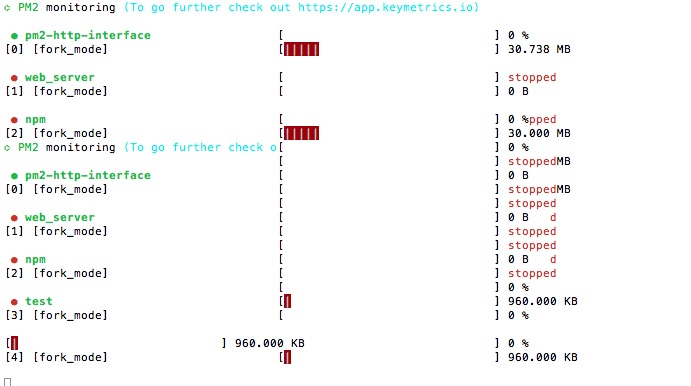 ¢ PM2 monitoring (To go further check out https://app.keymetrics.io)
● pm2-http-interface [ ] 0 %
[0] [fork_mode] [||||| ] 30.738 MB
● web_server [ ] stopped
[1] [fork_mode] [ ] 0 B
● npm [ ] 0 %pped
[2] [fork_mode] [||||| ] 30.000 MB
¢ PM2 monitoring (To go further check o[ ] 0 %
[ ] stoppedMB
● pm2-http-interface [ ] 0 B
[0] [fork_mode] [ ] stoppedMB
[ ] stopped
● web_server [ ] 0 B d
[1] [fork_mode] [ ] stopped
[ ] stopped
● npm [ ] 0 B d
[2] [fork_mode] [ ] stopped
[ ] 0 %
● test [| ] 960.000 KB
[3] [fork_mode] [ ] 0 %
[| ] 960.000 KB ] 0 %
[4] [fork_mode] [| ] 960.000 KB